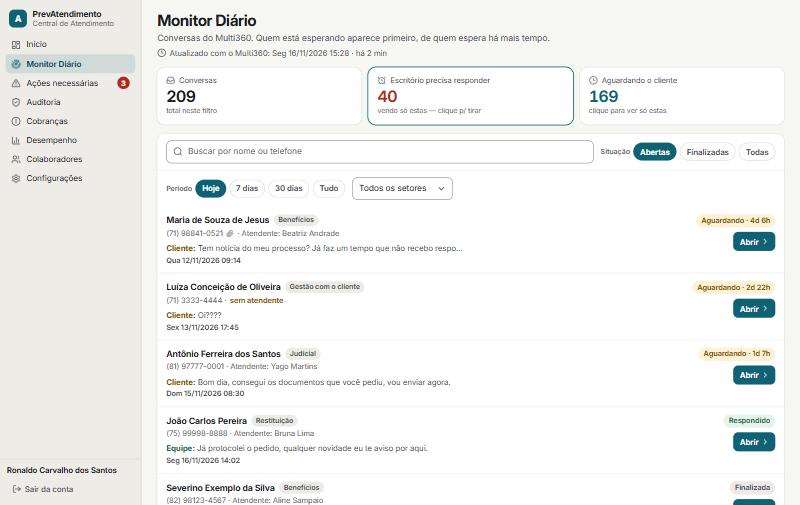 A
PrevAtendimento
Central de Atendimento
Início
Monitor Diário
Ações necessárias 3
Auditoria
Cobranças
Desempenho
Colaboradores
Configurações
Ronaldo Carvalho dos Santos
Sair da conta
Monitor Diário
Conversas do Multi360. Quem está esperando aparece primeiro, de quem espera há mais tempo.
Atualizado com o Multi360: Seg 16/11/2026 15:28 · há 2 min
Conversas
209
total neste filtro
Escritório precisa responder
40
vendo só estas — clique p/ tirar
Aguardando o cliente
169
clique para ver só estas
Buscar por nome ou telefone
Situação Abertas Finalizadas Todas
Período Hoje 7 dias 30 dias Tudo Todos os setores
Maria de Souza de Jesus Benefícios Aguardando · 4d 6h
(71) 98841-0521 · Atendente: Beatriz Andrade
Abrir
Cliente: Tem notícia do meu processo? Já faz um tempo que não recebo respo...
Qua 12/11/2026 09:14
Luíza Conceição de Oliveira Gestão com o cliente Aguardando · 2d 22h
(71) 3333-4444 · sem atendente
Abrir
Cliente: Oi????
Sex 13/11/2026 17:45
Antônio Ferreira dos Santos Judicial Aguardando · 1d 7h
(81) 97777-0001 · Atendente: Yago Martins
Abrir
Cliente: Bom dia, consegui os documentos que você pediu, vou enviar agora.
Dom 15/11/2026 08:30
João Carlos Pereira Restituição Respondido
(75) 99998-8888 · Atendente: Bruna Lima
Abrir
Equipe: Já protocolei o pedido, qualquer novidade eu te aviso por aqui.
Seg 16/11/2026 14:02
Severino Exemplo da Silva Benefícios Finalizada
(82) 98123-4567 · Atendente: Aline Sampaio